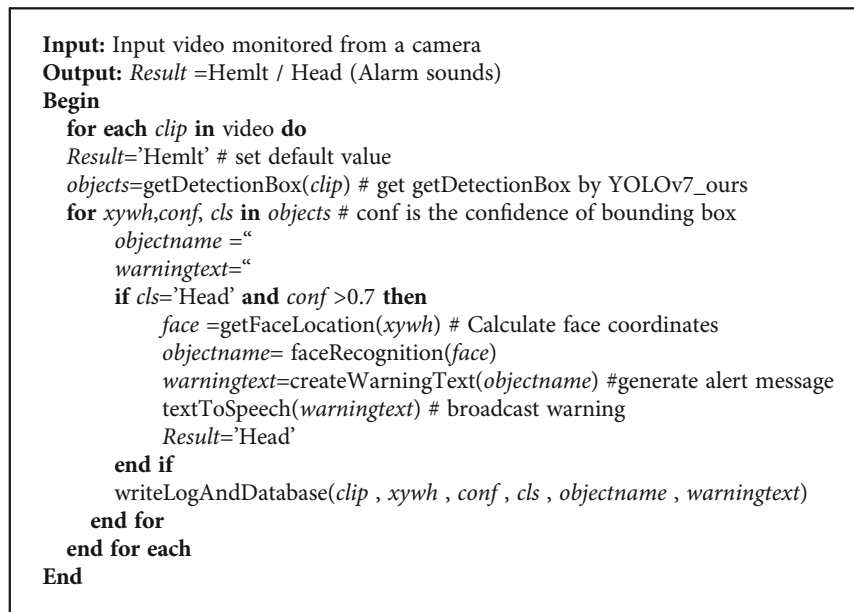 Input: Input video monitored from a camera
Output: Result =Hemlt / Head (Alarm sounds)
Begin
for each clip in video do
Result='Hemlt' # set default value
objects=getDetectionBox(clip) # get getDetectionBox by YOLOv7_ours
for xywh,conf, cls in objects # conf is the confidence of bounding box
objectname =“
warningtext=“
if cls='Head' and conf >0.7 then
face =getFaceLocation(xywh) # Calculate face coordinates
objectname= faceRecognition(face)
warningtext=createWarningText(objectname) #generate alert message
textToSpeech(warningtext) # broadcast warning
Result='Head'
end if
writeLogAndDatabase(clip , xywh , conf , cls , objectname , warningtext)
end for
end for each
End